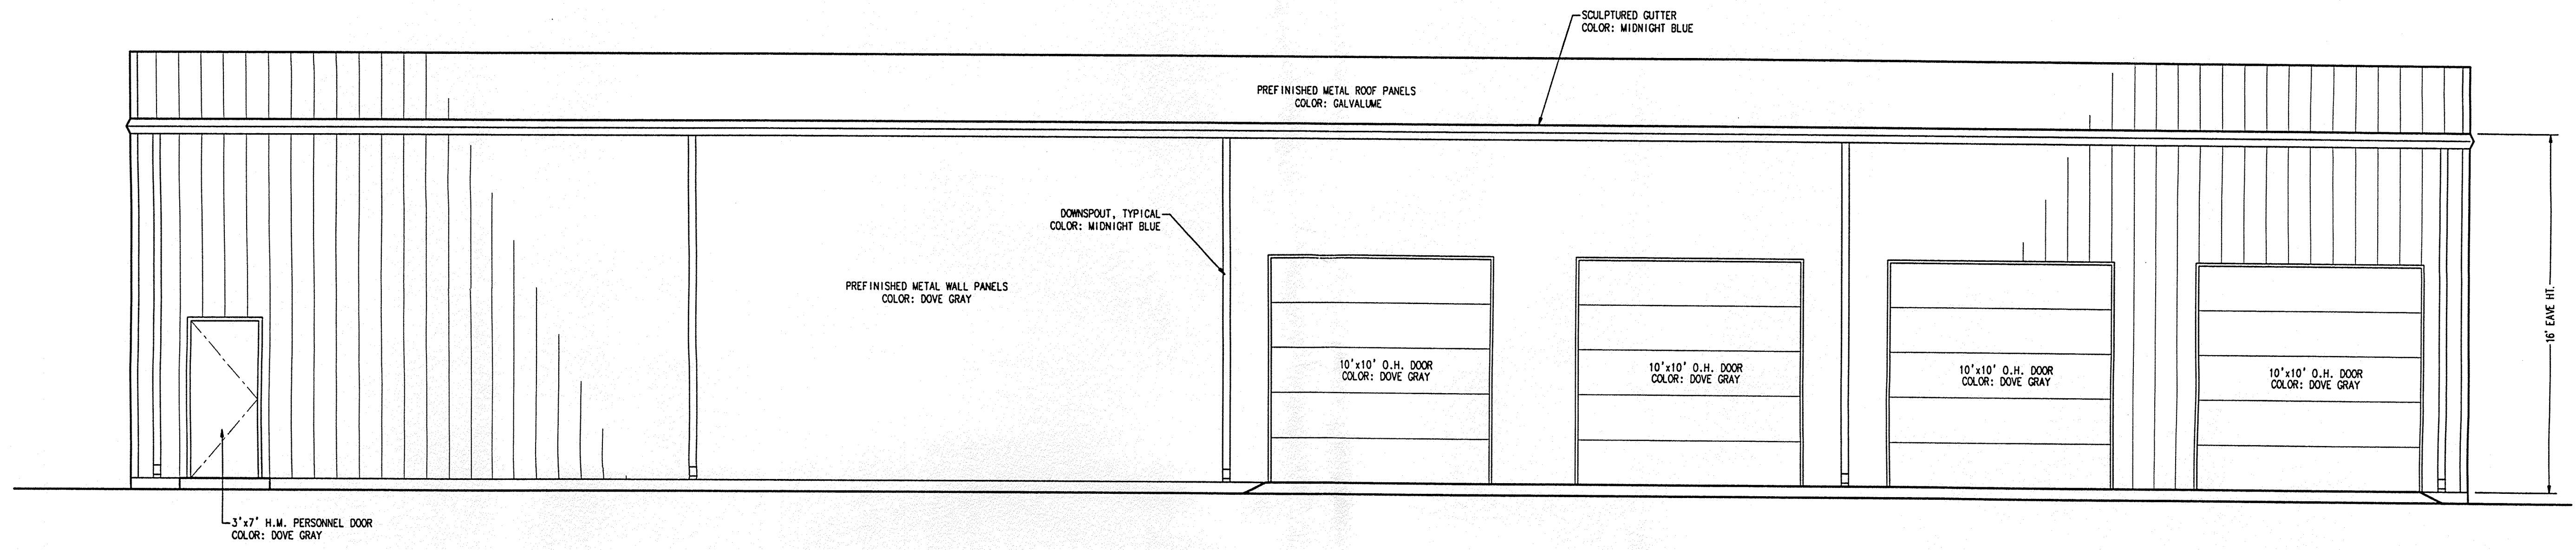 SCULPTURED GUTTER
COLOR: MIDNIGHT BLUE
PREFINISHED METAL ROOF PANELS
COLOR: GALVALUME
DOWNSPOUT, TYPICAL
COLOR: MIDNIGHT BLUE
PREFINISHED METAL WALL PANELS
COLOR: DOVE GRAY
16' EAVE HT.
10'x10' O.H. DOOR
COLOR: DOVE GRAY
10'x10' O.H. DOOR
COLOR: DOVE GRAY
10'x10' O.H. DOOR
COLOR: DOVE GRAY
10'x10' O.H. DOOR
COLOR: DOVE GRAY
3'x7' H.M. PERSONNEL DOOR
COLOR: DOVE GRAY